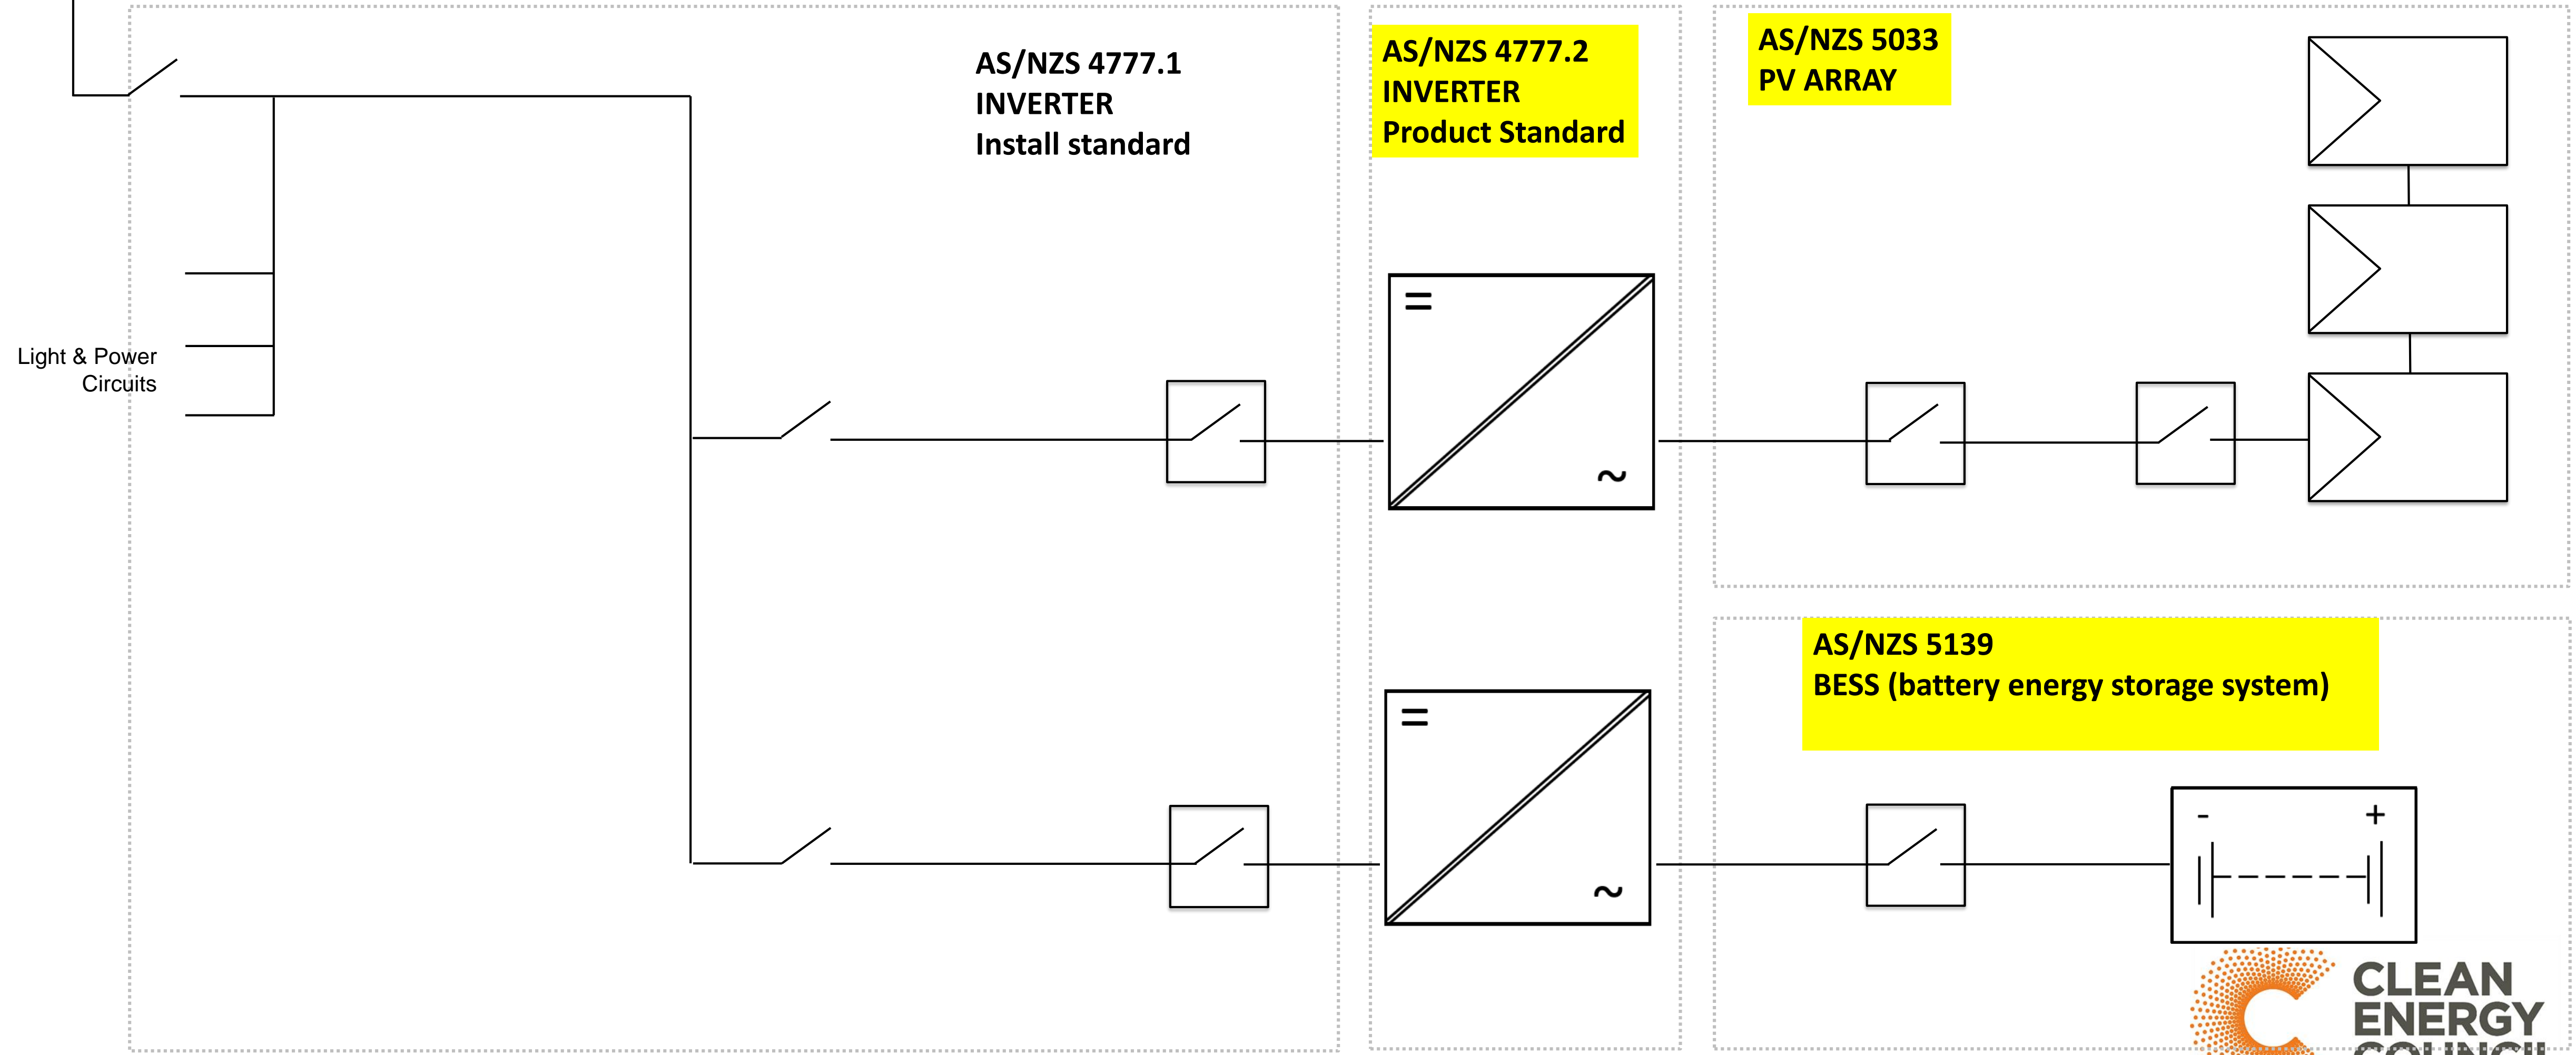 AS/NZS 4777.1
INVERTER
Install standard
AS/NZS 4777.2
INVERTER
Product Standard
AS/NZS 5033
PV ARRAY
Light & Power
Circuits
=
~
AS/NZS 5139
BESS (battery energy storage system)
=
~
- +
CLEAN
ENERGY
COUNCIL